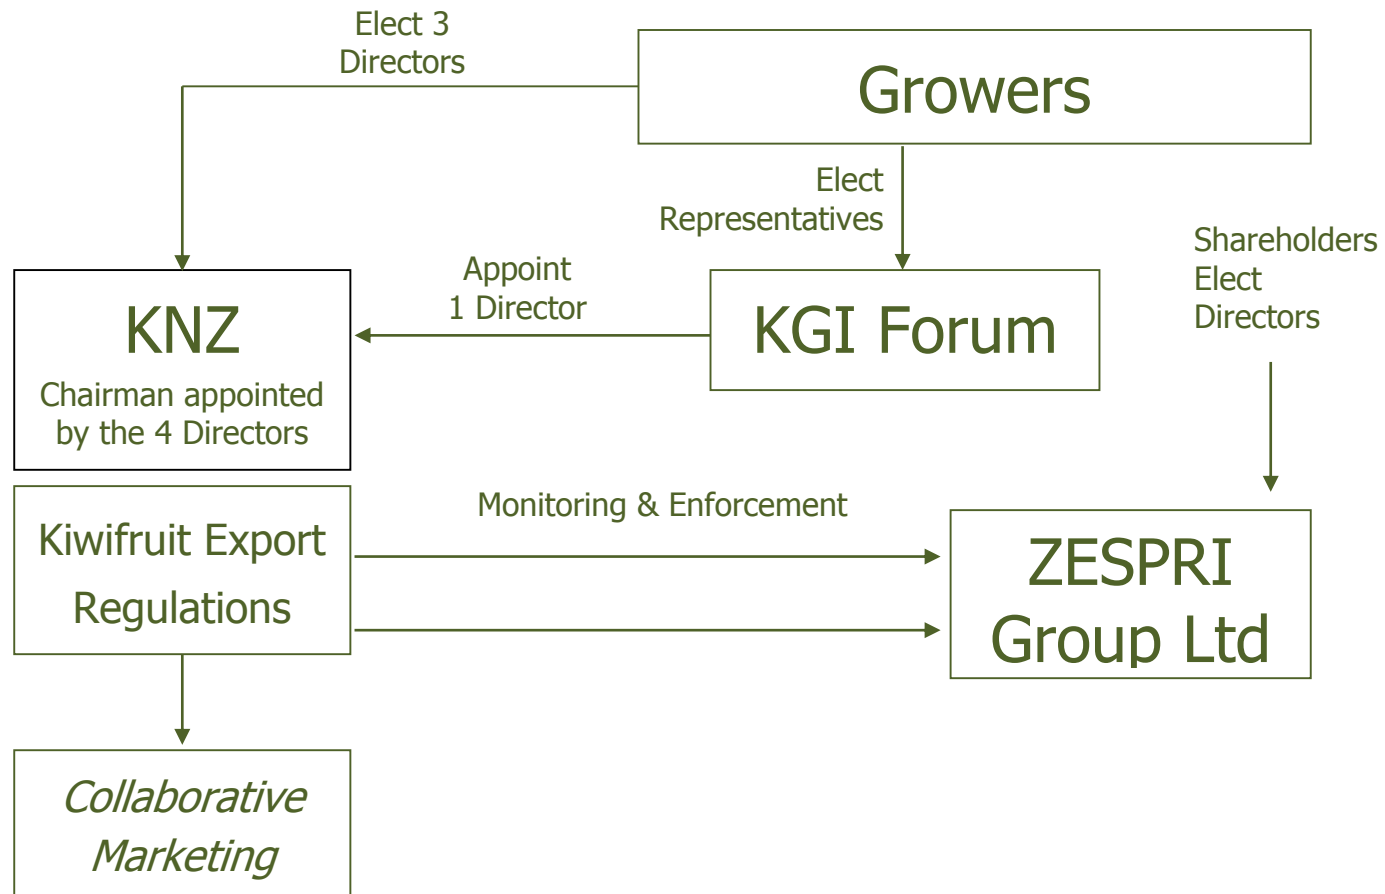 Elect 3
Directors
Growers
Elect
Representatives
Shareholders
Elect
Directors
Appoint
1 Director
KNZ
Chairman appointed
by the 4 Directors
KGI Forum
Monitoring & Enforcement
Kiwifruit Export
Regulations
ZESPRI
Group Ltd
Collaborative
Marketing